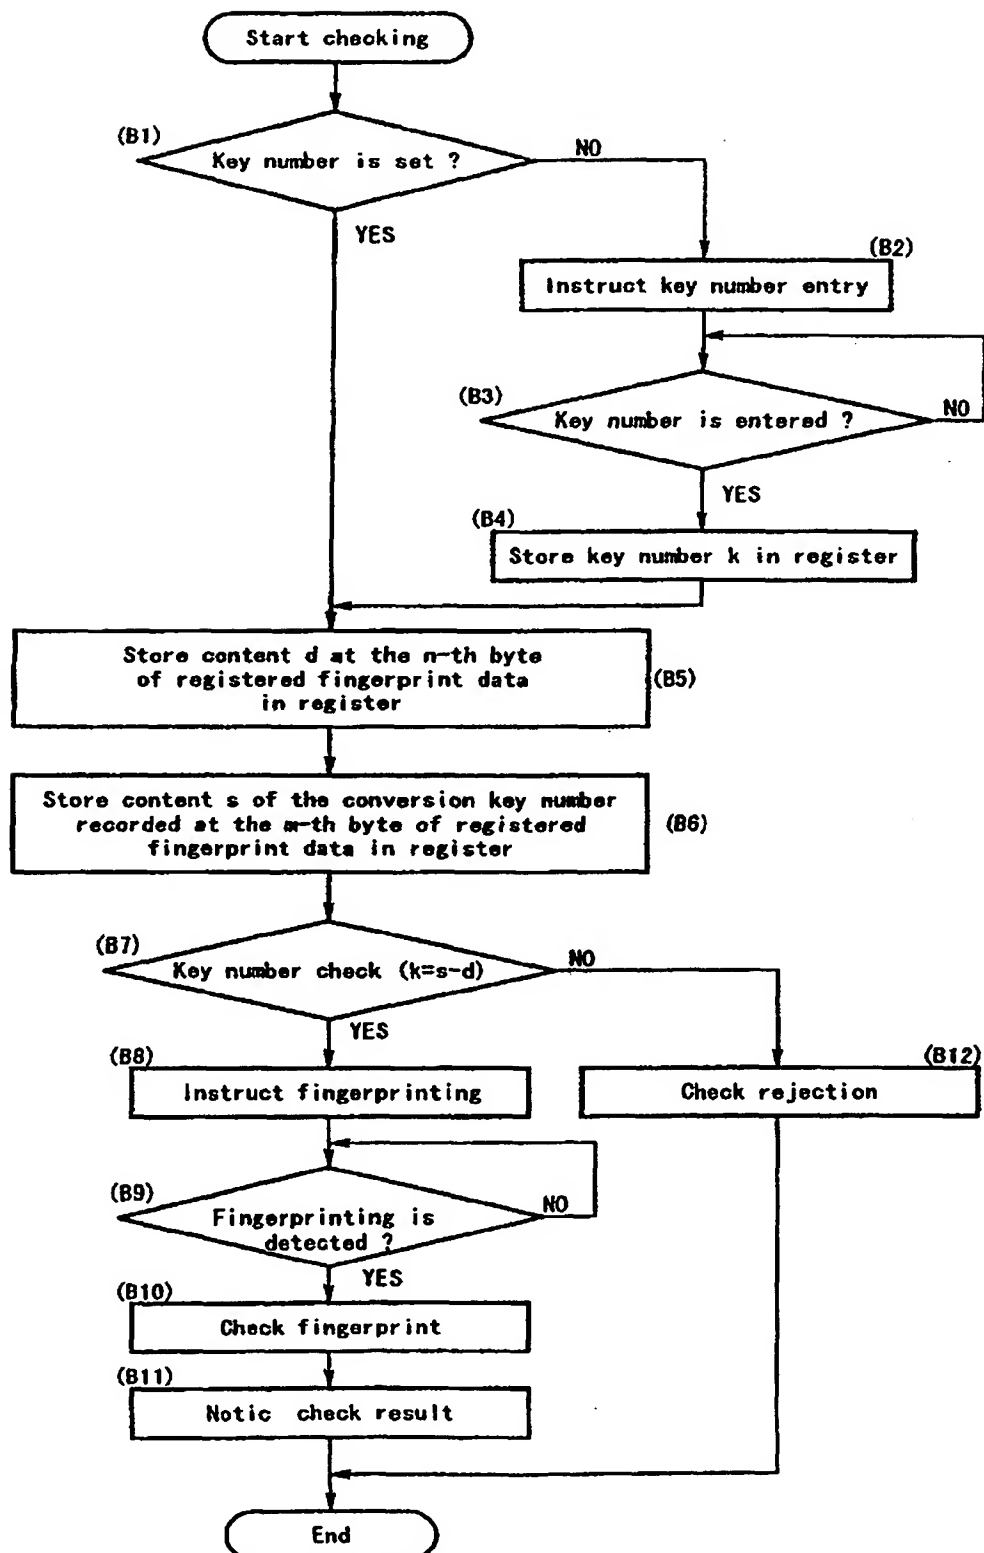 Start checking
(B1)
Key number is set ?
NO
YES
(B2)
Instruct key number entry
(B3)
Key number is entered ?
NO
YES
(B4)
Store key number k in register
Store content d at the n-th byte
of registered fingerprint data
in register
(B5)
Store content s of the conversion key number
recorded at the m-th byte of registered
fingerprint data in register
(B6)
(B7)
Key number check (k=s-d)
NO
YES
(B8)
Instruct fingerprinting
(B12)
Check rejection
(B9)
Fingerprinting is
detected ?
NO
YES
(B10)
Check fingerprint
(B11)
Notic check result
End